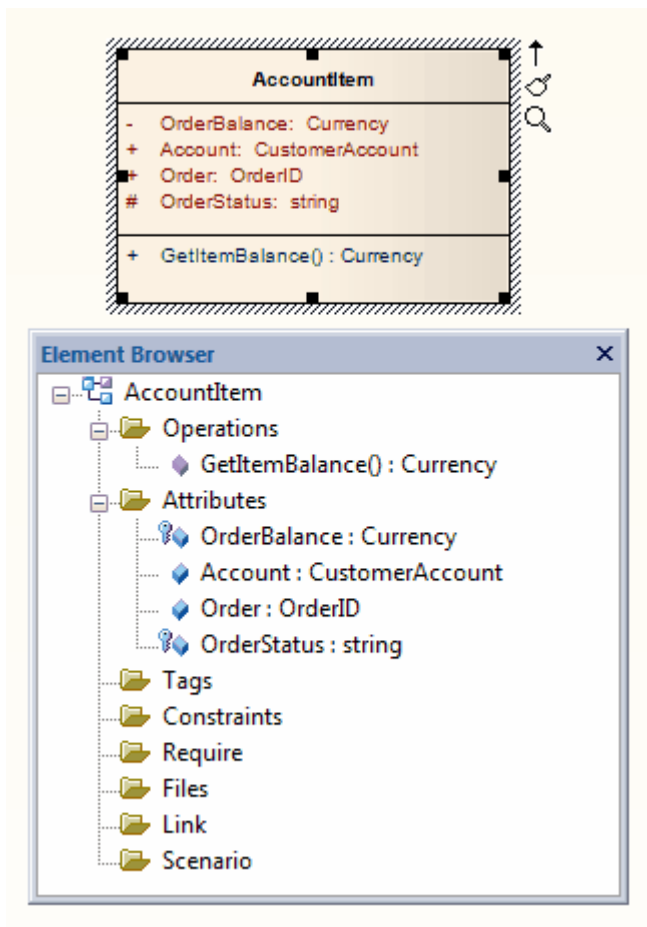 AccountItem
- OrderBalance: Currency
+ Account: CustomerAccount
+ Order: OrderID
# OrderStatus: string
+ GetItemBalance() : Currency
Element Browser
AccountItem
Operations
GetItemBalance() : Currency
Attributes
OrderBalance : Currency
Account : CustomerAccount
Order : OrderID
OrderStatus : string
Tags
Constraints
Require
Files
Link
Scenario